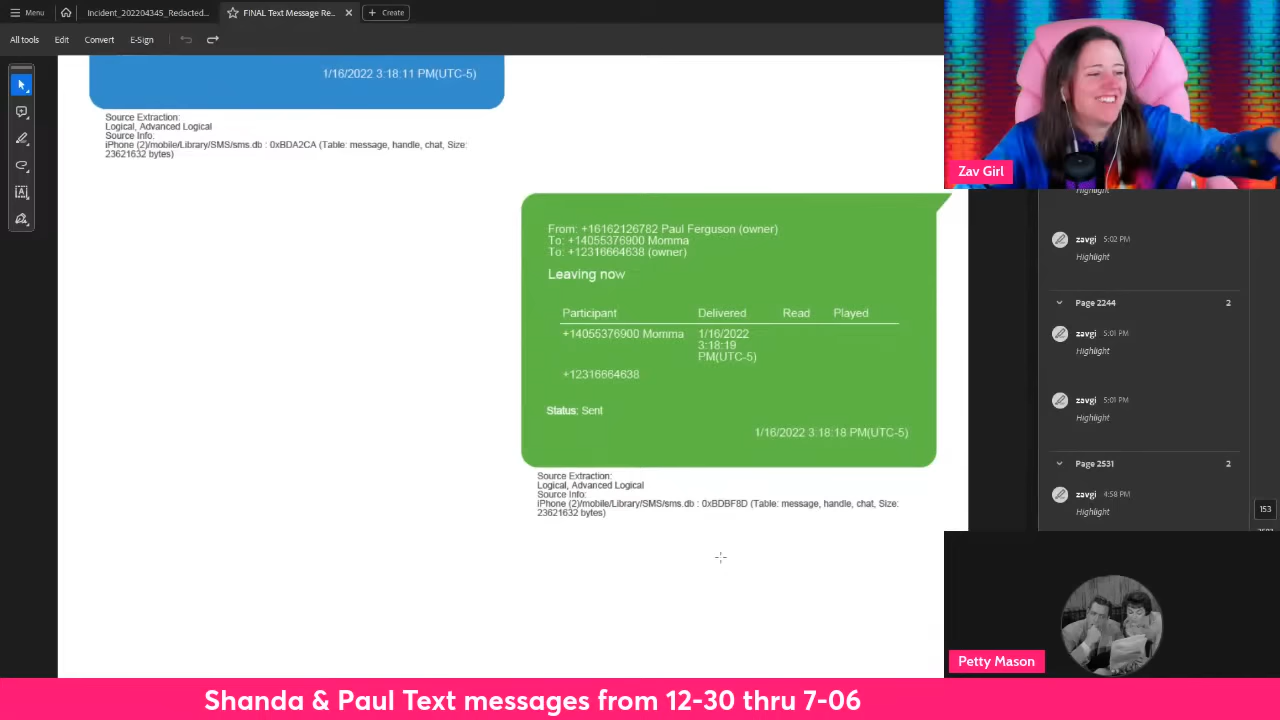 Menu
Incident_202204345_Redacted...
FINAL Text Message Re...
Create
All tools
Edit
Convert
E-Sign
1/16/2022 3:18:11 PM(UTC-5)
Source Extraction:
Logical, Advanced Logical
Source Info:
iPhone (2)/mobile/Library/SMS/sms.db : 0xBDA2CA (Table: message, handle, chat, Size:
23621632 bytes)
From: +16162126782 Paul Ferguson (owner)
To: +14055376900 Momma
To: +12316664638 (owner)
Leaving now
Participant Delivered Read Played
+14055376900 Momma 1/16/2022
3:18:19
PM(UTC-5)
+12316664638
Status: Sent
1/16/2022 3:18:18 PM(UTC-5)
Source Extraction:
Logical, Advanced Logical
Source Info:
iPhone (2)/mobile/Library/SMS/sms.db : 0xBDBF8D (Table: message, handle, chat, Size:
23621632 bytes)
Zav Girl
Highlight
zavgi 5:02 PM
Highlight
Page 2244 2
zavgi 5:01 PM
Highlight
zavgi 5:01 PM
Highlight
Page 2531 2
zavgi 4:58 PM
Highlight
153
Petty Mason
Shanda & Paul Text messages from 12-30 thru 7-06